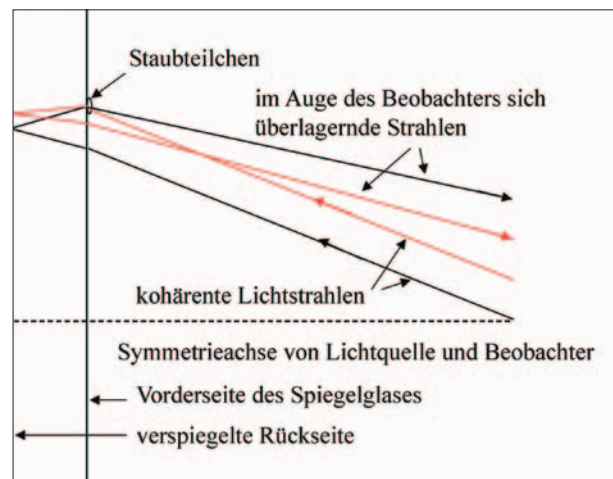 Staubteilchen
im Auge des Beobachters sich
überlagernde Strahlen
kohärente Lichtstrahlen
Symmetrieachse von Lichtquelle und Beobachter
Vorderseite des Spiegelglases
verspiegelte Rückseite